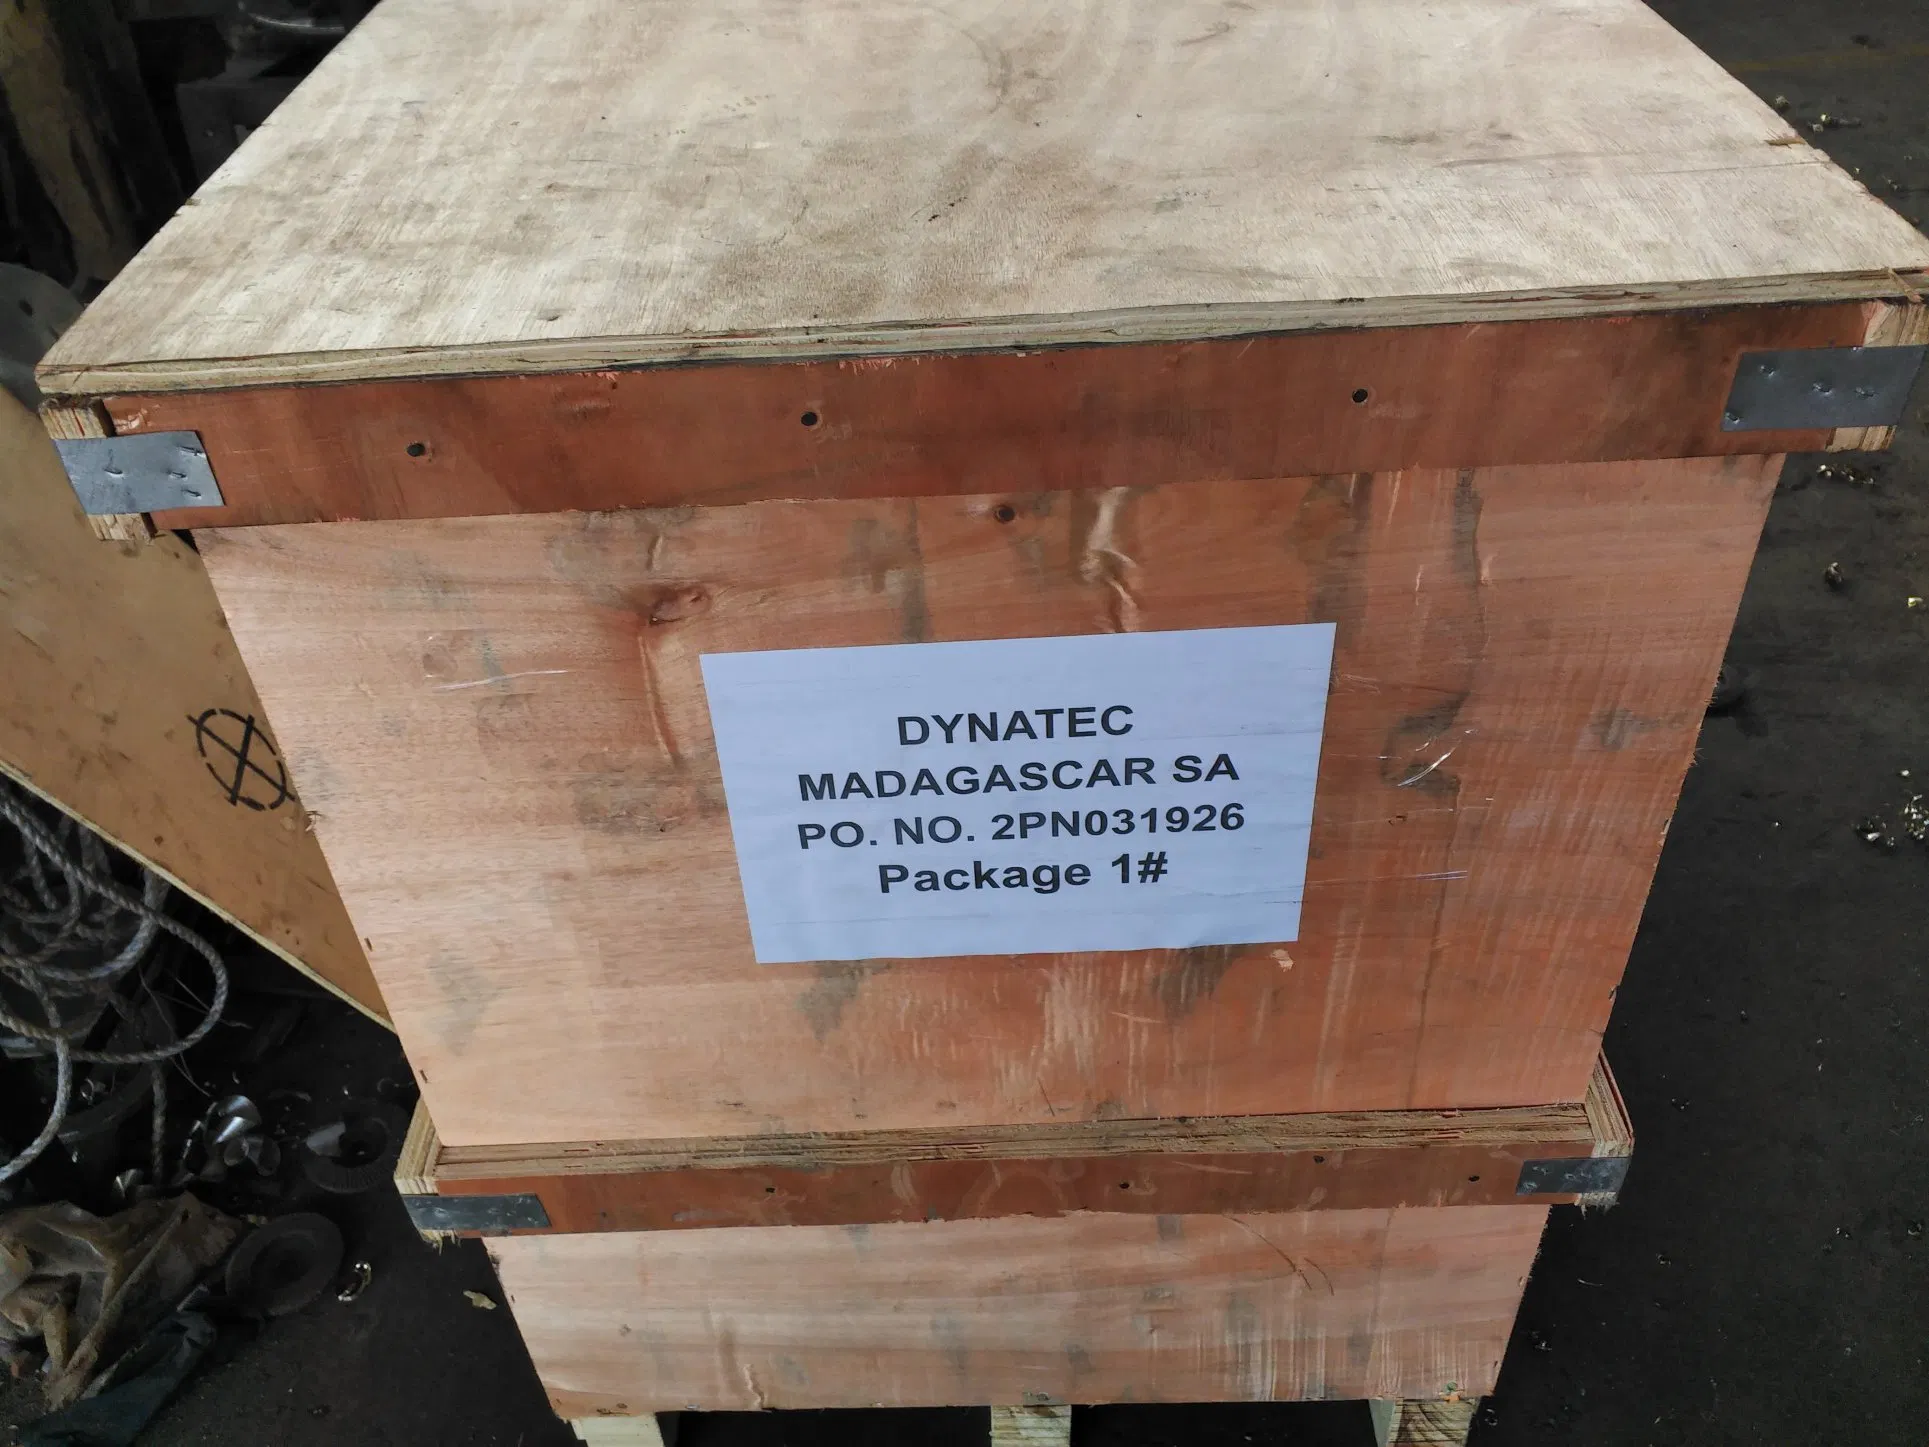 DYNATEC
MADAGASCAR SA
PO. NO. 2PN031926
Package 1#